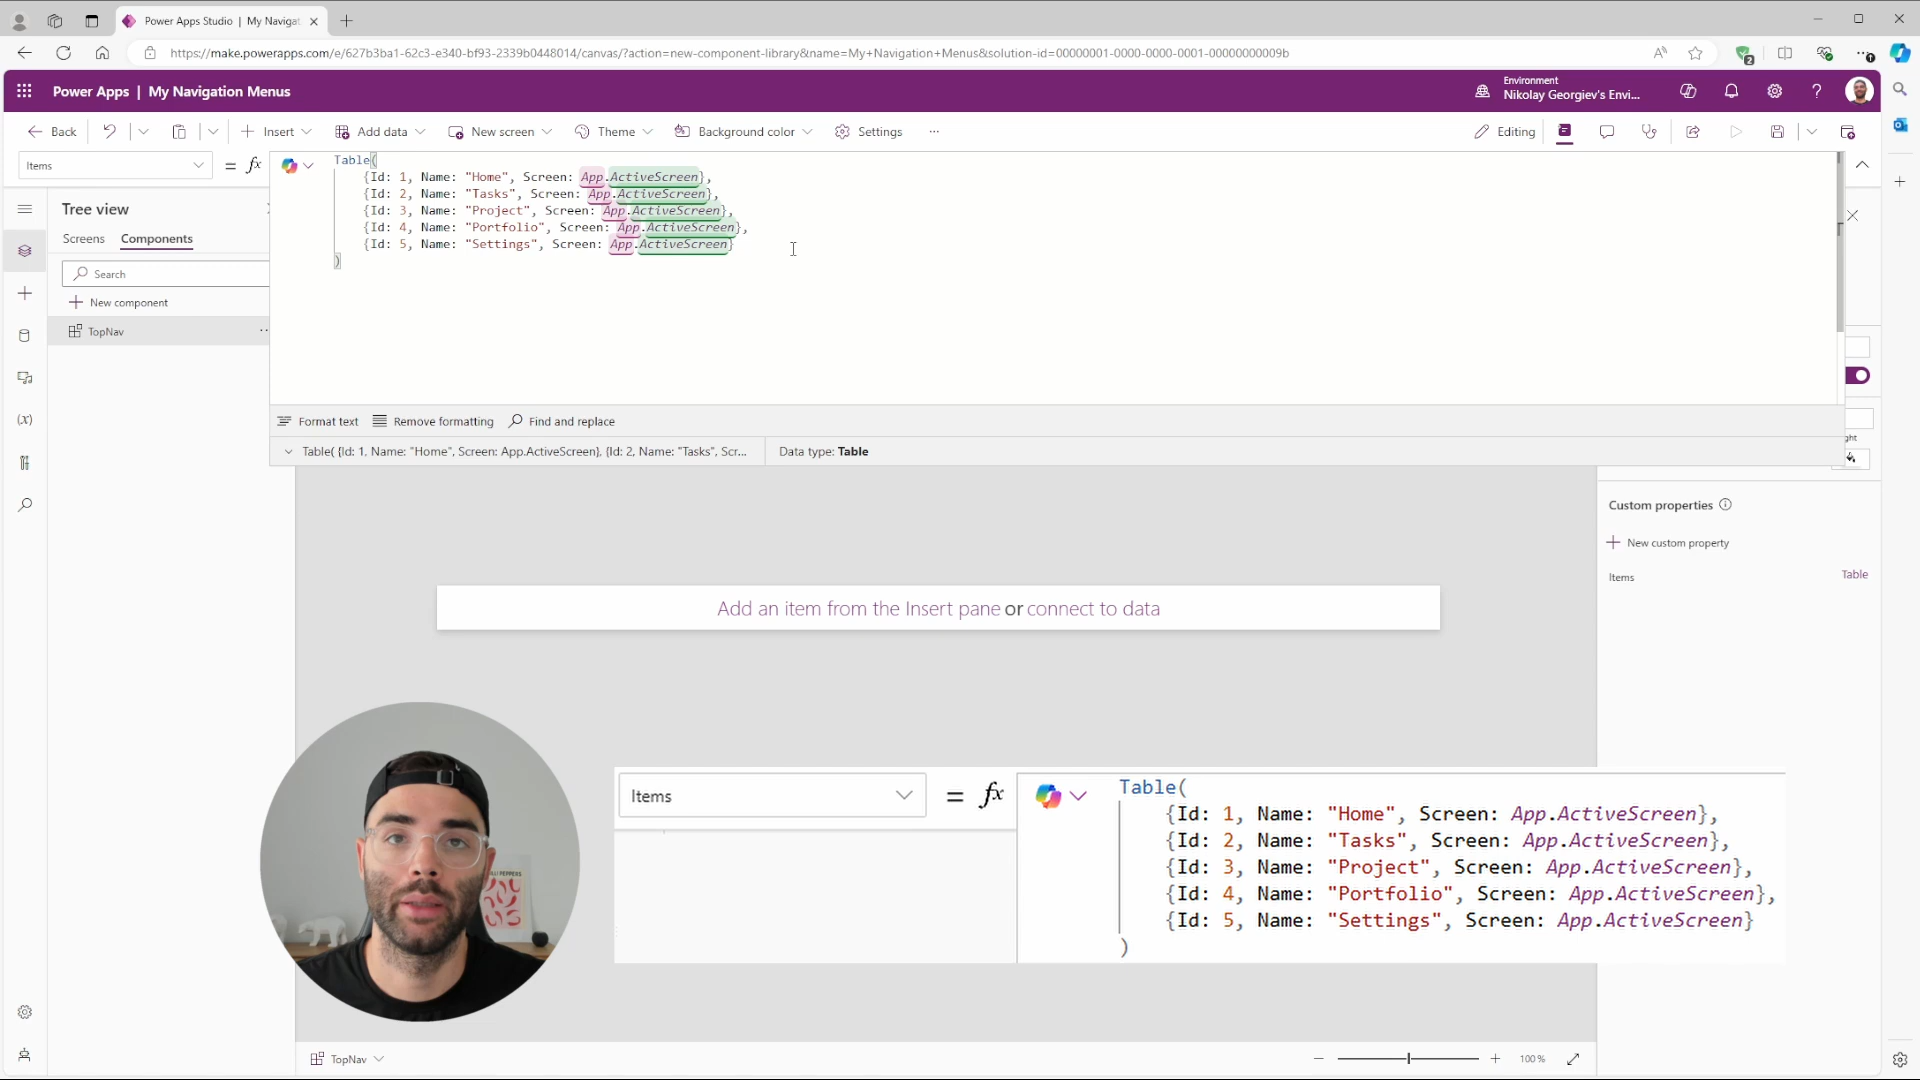 Power Apps Studio | My Navigat
https://make.powerapps.com/e/627b3ba1-62c3-e340-bf93-2339b0448014/canvas/?action=new-component-library&name=My+Navigation+Menus&solution-id=00000001-0000-0000-0001-00000000009b
2
Power Apps | My Navigation Menus
Environment
Nikolay Georgiev's Envi...
Back
Insert
Add data
New screen
Theme
Background color
Settings
Editing
Items
= fx
Table(
{Id: 1, Name: "Home", Screen: App.ActiveScreen},
{Id: 2, Name: "Tasks", Screen: App.ActiveScreen},
{Id: 3, Name: "Project", Screen: App.ActiveScreen},
{Id: 4, Name: "Portfolio", Screen: App.ActiveScreen},
{Id: 5, Name: "Settings", Screen: App.ActiveScreen}
)
Tree view
Screens Components
Search
New component
TopNav
Format text Remove formatting Find and replace
Table( {Id: 1, Name: "Home", Screen: App.ActiveScreen}, {Id: 2, Name: "Tasks", Scr...
Data type: Table
ght
Custom properties
New custom property
Items Table
Add an item from the Insert pane or connect to data
Items = fx
Table(
{Id: 1, Name: "Home", Screen: App.ActiveScreen},
{Id: 2, Name: "Tasks", Screen: App.ActiveScreen},
{Id: 3, Name: "Project", Screen: App.ActiveScreen},
{Id: 4, Name: "Portfolio", Screen: App.ActiveScreen},
{Id: 5, Name: "Settings", Screen: App.ActiveScreen}
)
TopNav
100 %